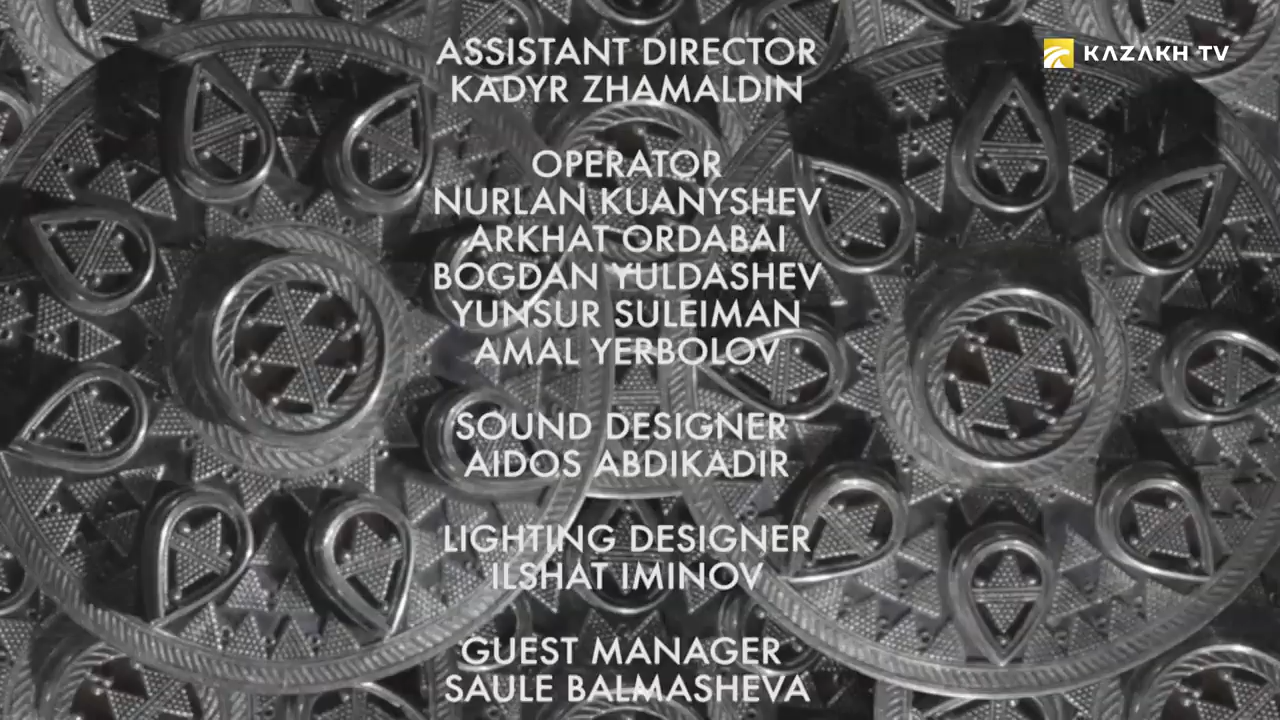 ASSISTANT DIRECTOR
KAZAKH TV
KADYR ZHAMALDIN
OPERATOR
NURLAN KUANYSHEV
ARKHAT ORDABAI
BOGDAN YULDASHEV
YUNSUR SULEIMAN
AMAL YERBOLOV
SOUND DESIGNER
AIDOS ABDIKADIR
LIGHTING DESIGNER
ILSHAT IMINOV
GUEST MANAGER
SAULE BALMASHEVA